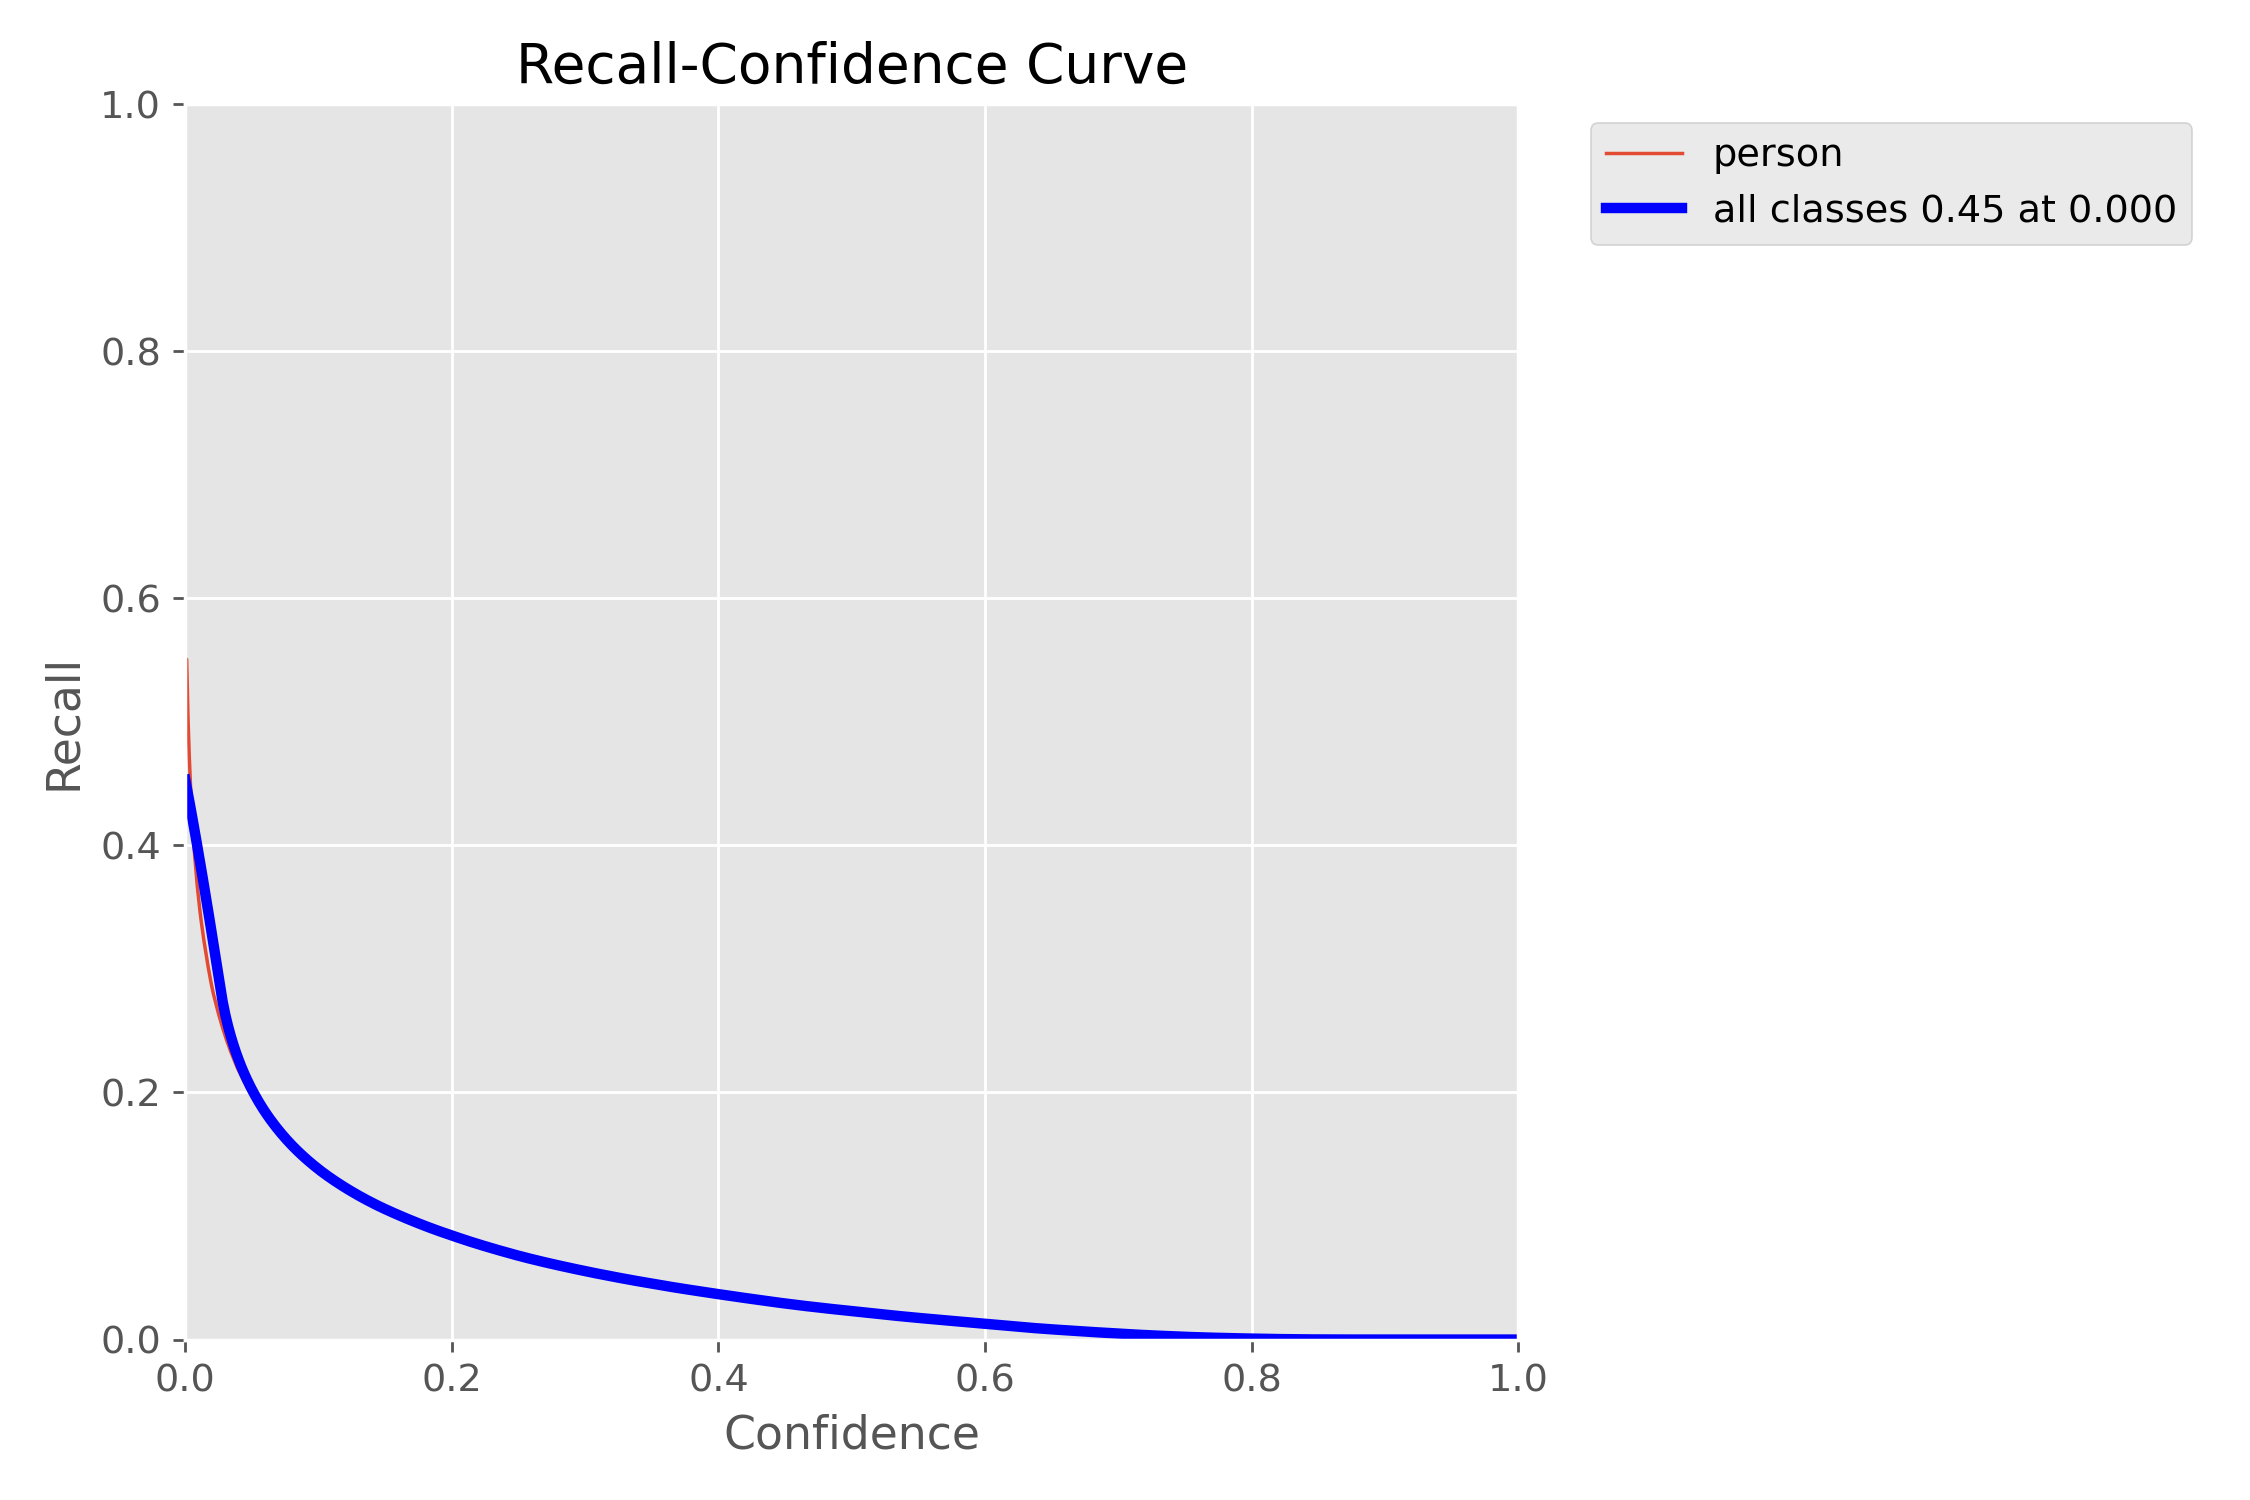 Recall-Confidence Curve
1.0
0.8
0.6
0.4
0.2
0.0
Recall
0.0 0.2 0.4 0.6 0.8 1.0
Confidence
person
all classes 0.45 at 0.000